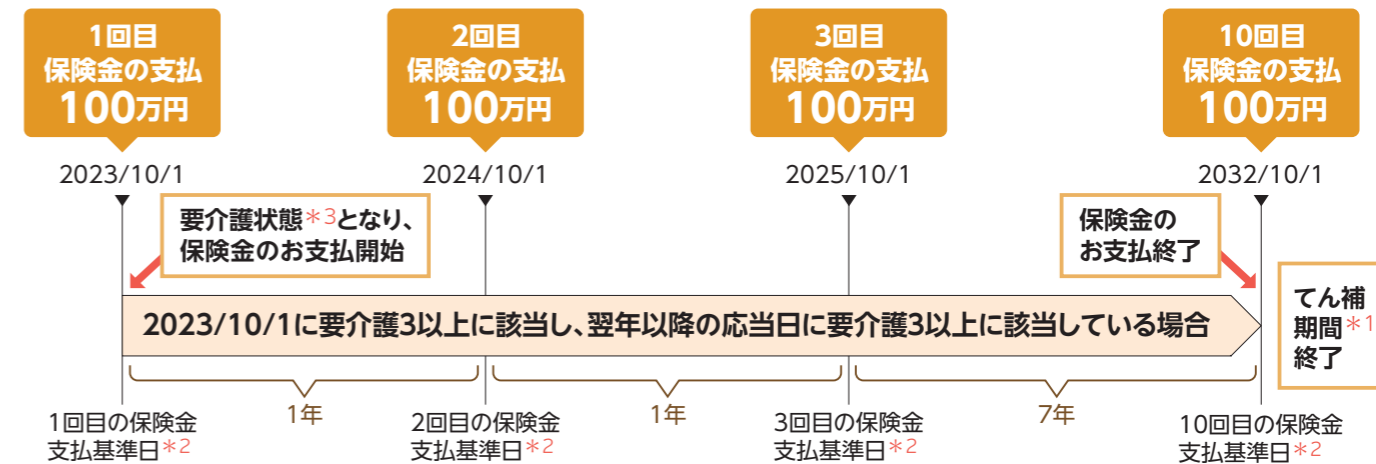 1回目
保険金の支払
100万円
2回目
保険金の支払
100万円
3回目
保険金の支払
100万円
10回目
保険金の支払
100万円
2023/10/1
2024/10/1
2025/10/1
2032/10/1
要介護状態*3となり、
保険金のお支払開始
保険金の
お支払終了
てん補
期間*1
終了
2023/10/1に要介護3以上に該当し、翌年以降の応当日に要介護3以上に該当している場合
1年
1年
7年
1回目の保険金
支払基準日*2
2回目の保険金
支払基準日*2
3回目の保険金
支払基準日*2
10回目の保険金
支払基準日*2